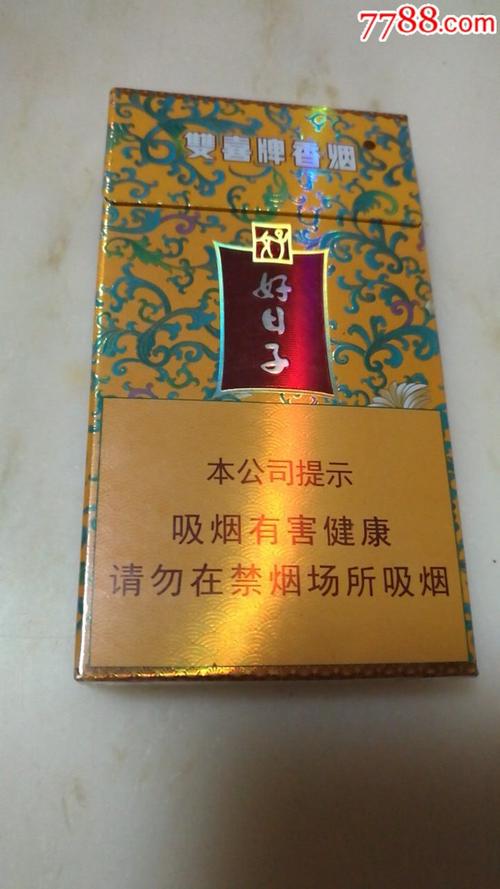 7788.com
雙喜牌香烟
好日子
本公司提示
吸烟有害健康
请勿在禁烟场所吸烟